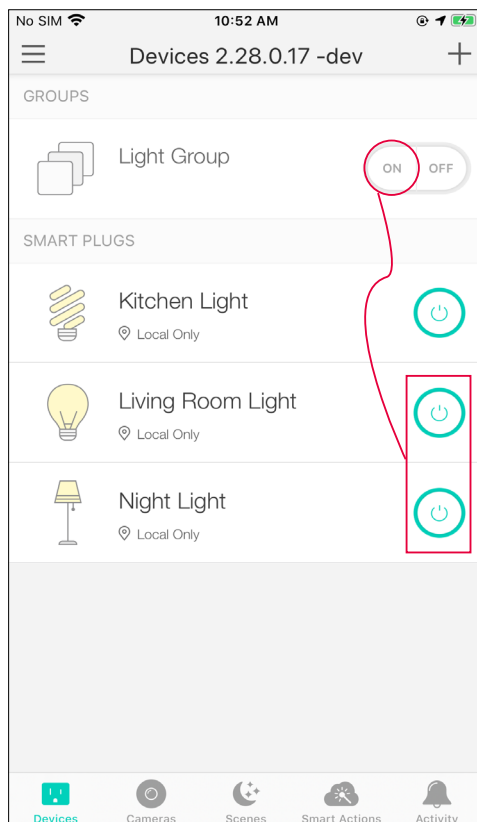 No SIM 10:52 AM
Devices 2.28.0.17 -dev
GROUPS
Light Group
ON OFF
SMART PLUGS
Kitchen Light
Local Only
Living Room Light
Local Only
Night Light
Local Only
Devices Cameras Scenes Smart Actions Activity